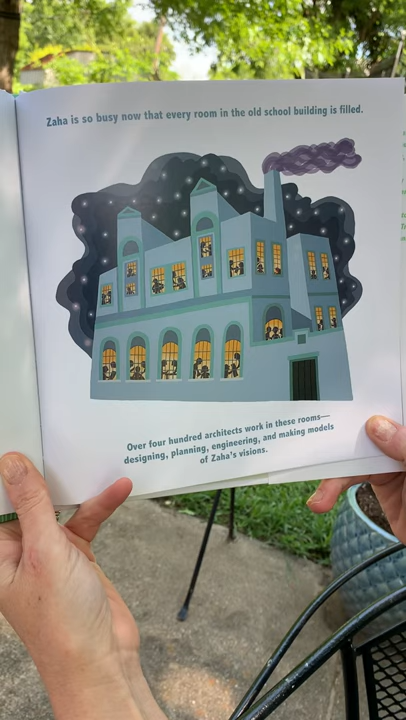 Zaha is so busy now that every room in the old school building is filled.
Over four hundred architects work in these rooms—
designing, planning, engineering, and making models
of Zaha's visions.